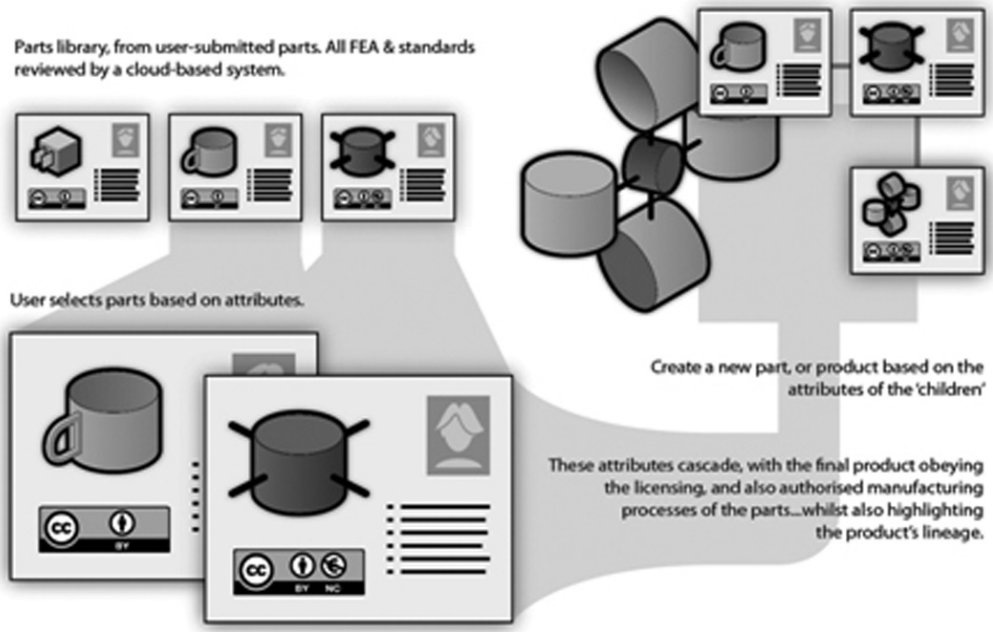 Parts library, from user-submitted parts. All FEA & standards
reviewed by a cloud-based system.
User selects parts based on attributes.
cc
BY
cc
BY NC
Create a new part, or product based on the
attributes of the 'children'
These attributes cascade, with the final product obeying
the licensing, and also authorised manufacturing
processes of the parts...whilst also highlighting
the product's lineage.